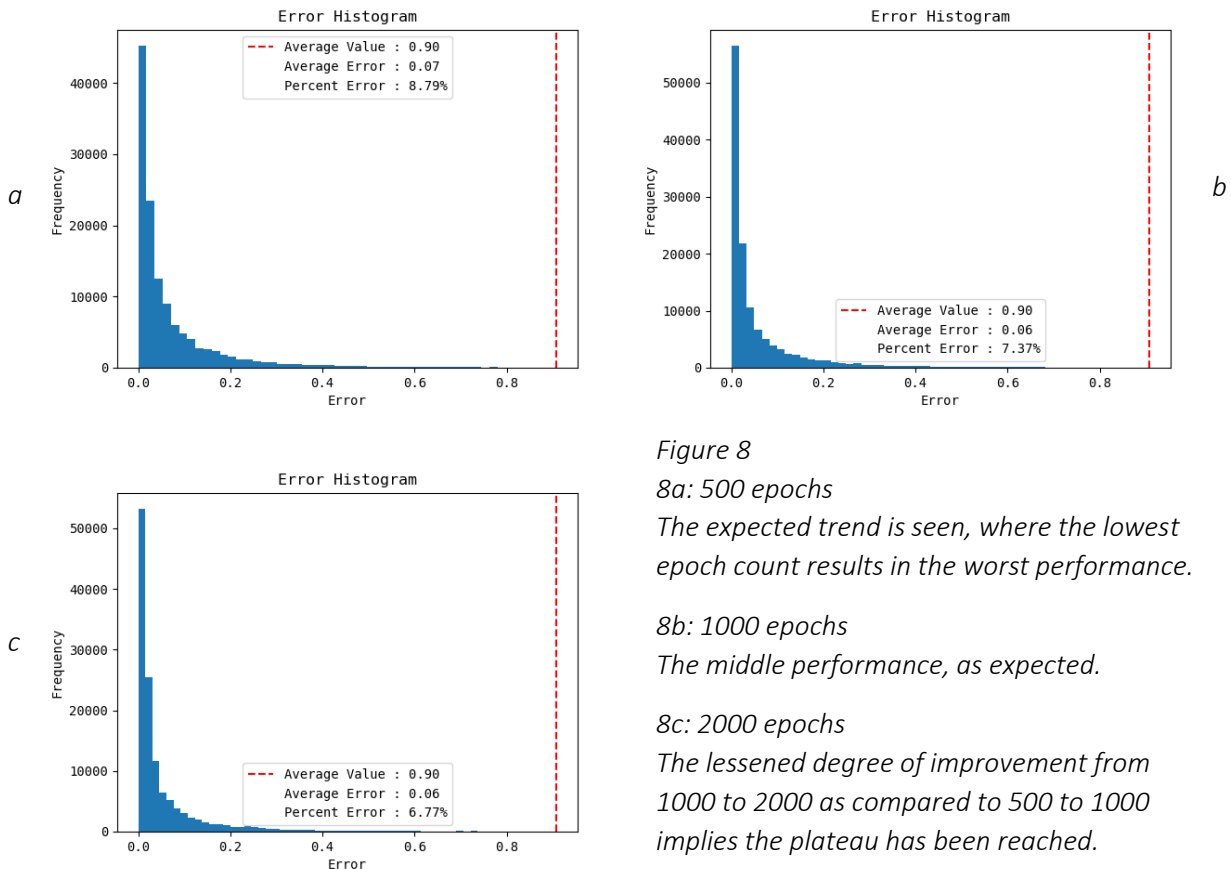 Error Histogram
Average Value : 0.90
Average Error : 0.07
Percent Error : 8.79%
40000
30000
20000
10000
0
Frequency
0.0 0.2 0.4 0.6 0.8
Error
a
Error Histogram
50000
40000
30000
20000
10000
0
Frequency
Average Value : 0.90
Average Error : 0.06
Percent Error : 7.37%
0.0 0.2 0.4 0.6 0.8
Error
b
Error Histogram
50000
40000
30000
20000
10000
0
Frequency
Average Value : 0.90
Average Error : 0.06
Percent Error : 6.77%
0.0 0.2 0.4 0.6 0.8
Error
c
Figure 8
8a: 500 epochs
The expected trend is seen, where the lowest
epoch count results in the worst performance.
8b: 1000 epochs
The middle performance, as expected.
8c: 2000 epochs
The lessened degree of improvement from
1000 to 2000 as compared to 500 to 1000
implies the plateau has been reached.